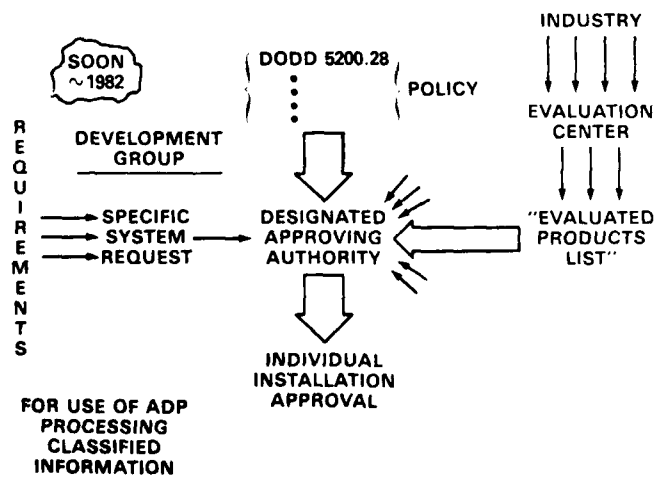 SOON
~1982
DODD 5200.28
POLICY
INDUSTRY
EVALUATION
CENTER
"EVALUATED
PRODUCTS
LIST"
REQUIREMENTS
DEVELOPMENT
GROUP
SPECIFIC
SYSTEM
REQUEST
DESIGNATED
APPROVING
AUTHORITY
INDIVIDUAL
INSTALLATION
APPROVAL
FOR USE OF ADP
PROCESSING
CLASSIFIED
INFORMATION